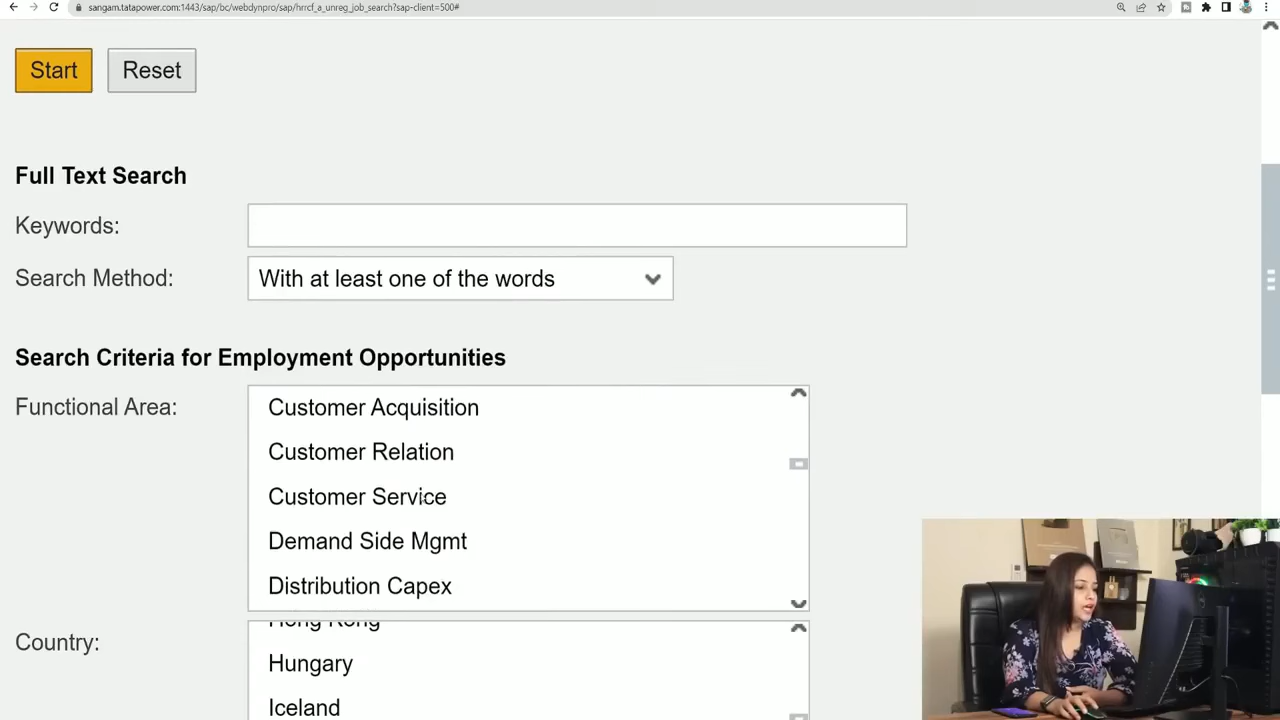 sangam.tatapower.com:1443/sap/bc/webdynpro/sap/hrrcf_a_unreg_job_search?sap-client=500#
Start Reset
Full Text Search
Keywords:
Search Method: With at least one of the words
Search Criteria for Employment Opportunities
Functional Area: Customer Acquisition
Customer Relation
Customer Service
Demand Side Mgmt
Distribution Capex
Country: Hong Kong
Hungary
Iceland